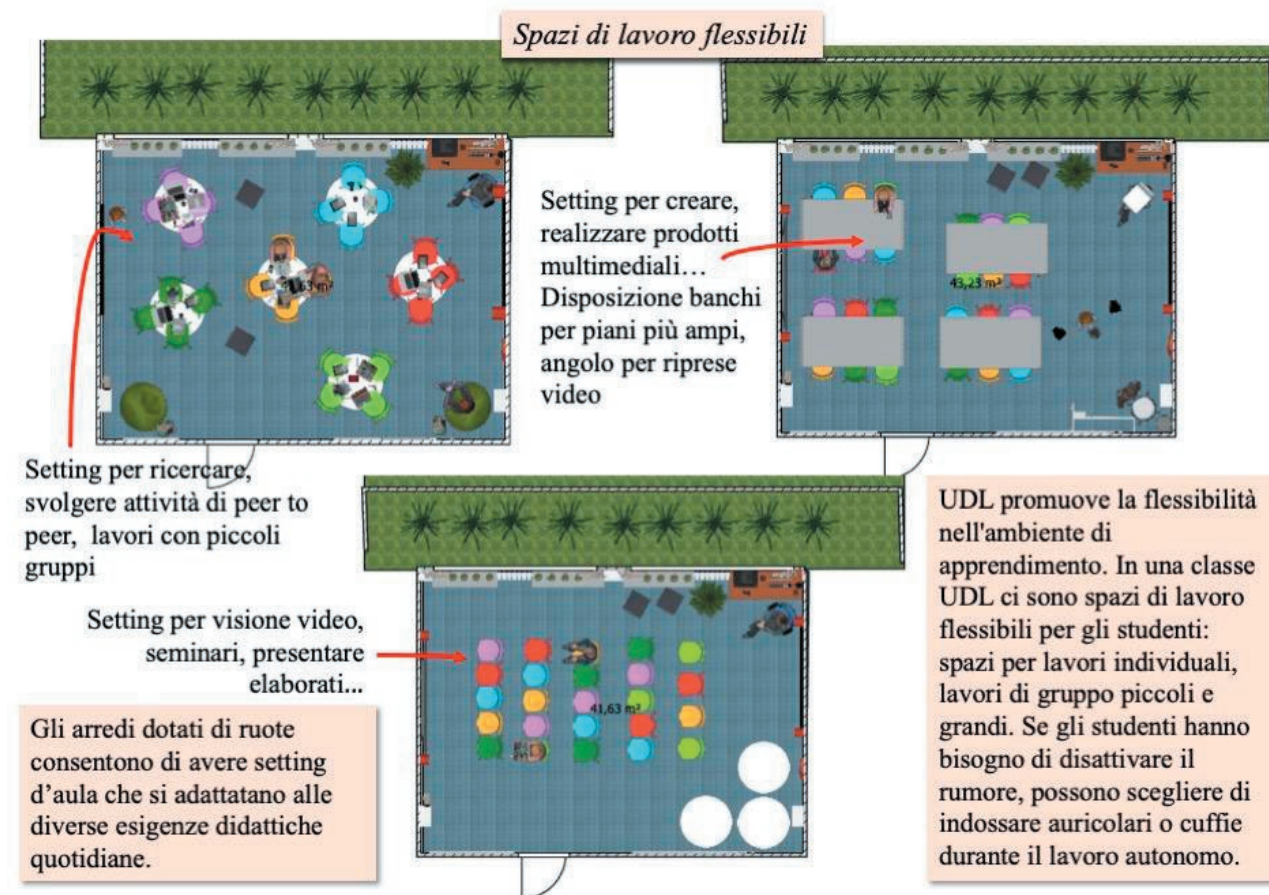 Spazi di lavoro flessibili
Setting per creare,
realizzare prodotti
multimediali…
Disposizione banchi
per piani più ampi,
angolo per riprese
video
63 m²
43,23 m²
Setting per ricercare,
svolgere attività di peer to
peer, lavori con piccoli
gruppi
Setting per visione video,
seminari, presentare
elaborati...
41,63 m²
Gli arredi dotati di ruote
consentono di avere setting
d’aula che si adattatano alle
diverse esigenze didattiche
quotidiane.
UDL promuove la flessibilità
nell'ambiente di
apprendimento. In una classe
UDL ci sono spazi di lavoro
flessibili per gli studenti:
spazi per lavori individuali,
lavori di gruppo piccoli e
grandi. Se gli studenti hanno
bisogno di disattivare il
rumore, possono scegliere di
indossare auricolari o cuffie
durante il lavoro autonomo.